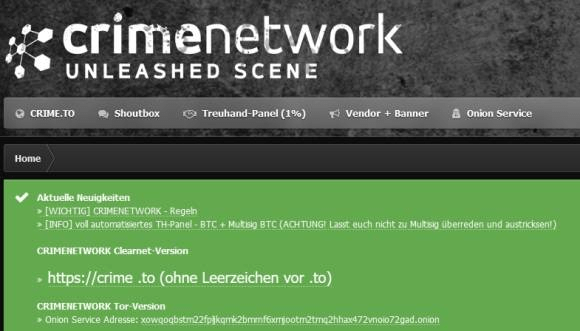 crimenetwork
UNLEASHED SCENE
CRIME.TO
Shoutbox
Treuhand-Panel (1%)
Vendor + Banner
Onion Service
Home
Aktuelle Neuigkeiten
» [WICHTIG] CRIMENETWORK - Regeln
» [INFO] voll automatisiertes TH-Panel - BTC + Multisig BTC (ACHTUNG! Lasst euch nicht zu Multisig überreden und austricksen!)
CRIMENETWORK Clearnet-Version
» https://crime .to (ohne Leerzeichen vor .to)
CRIMENETWORK Tor-Version
» Onion Service Adresse: